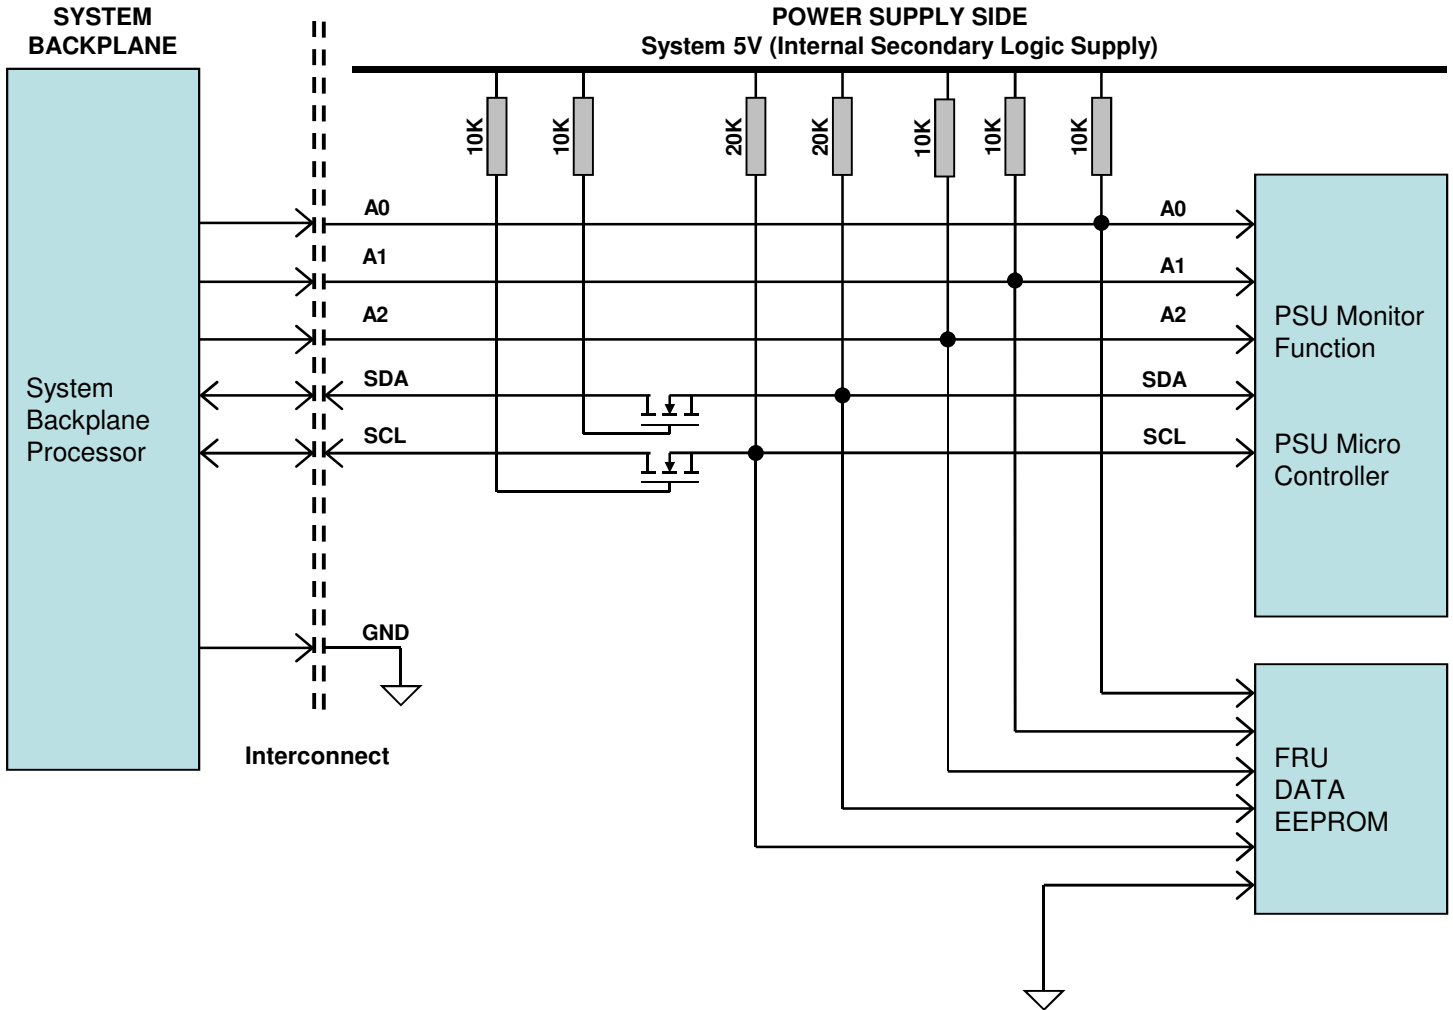 SYSTEM
BACKPLANE
POWER SUPPLY SIDE
System 5V (Internal Secondary Logic Supply)
10K
10K
20K
20K
10K
10K
10K
A0
A0
A1
A1
A2
A2
SDA
SDA
SCL
SCL
System
Backplane
Processor
PSU Monitor
Function
PSU Micro
Controller
GND
Interconnect
FRU
DATA
EEPROM